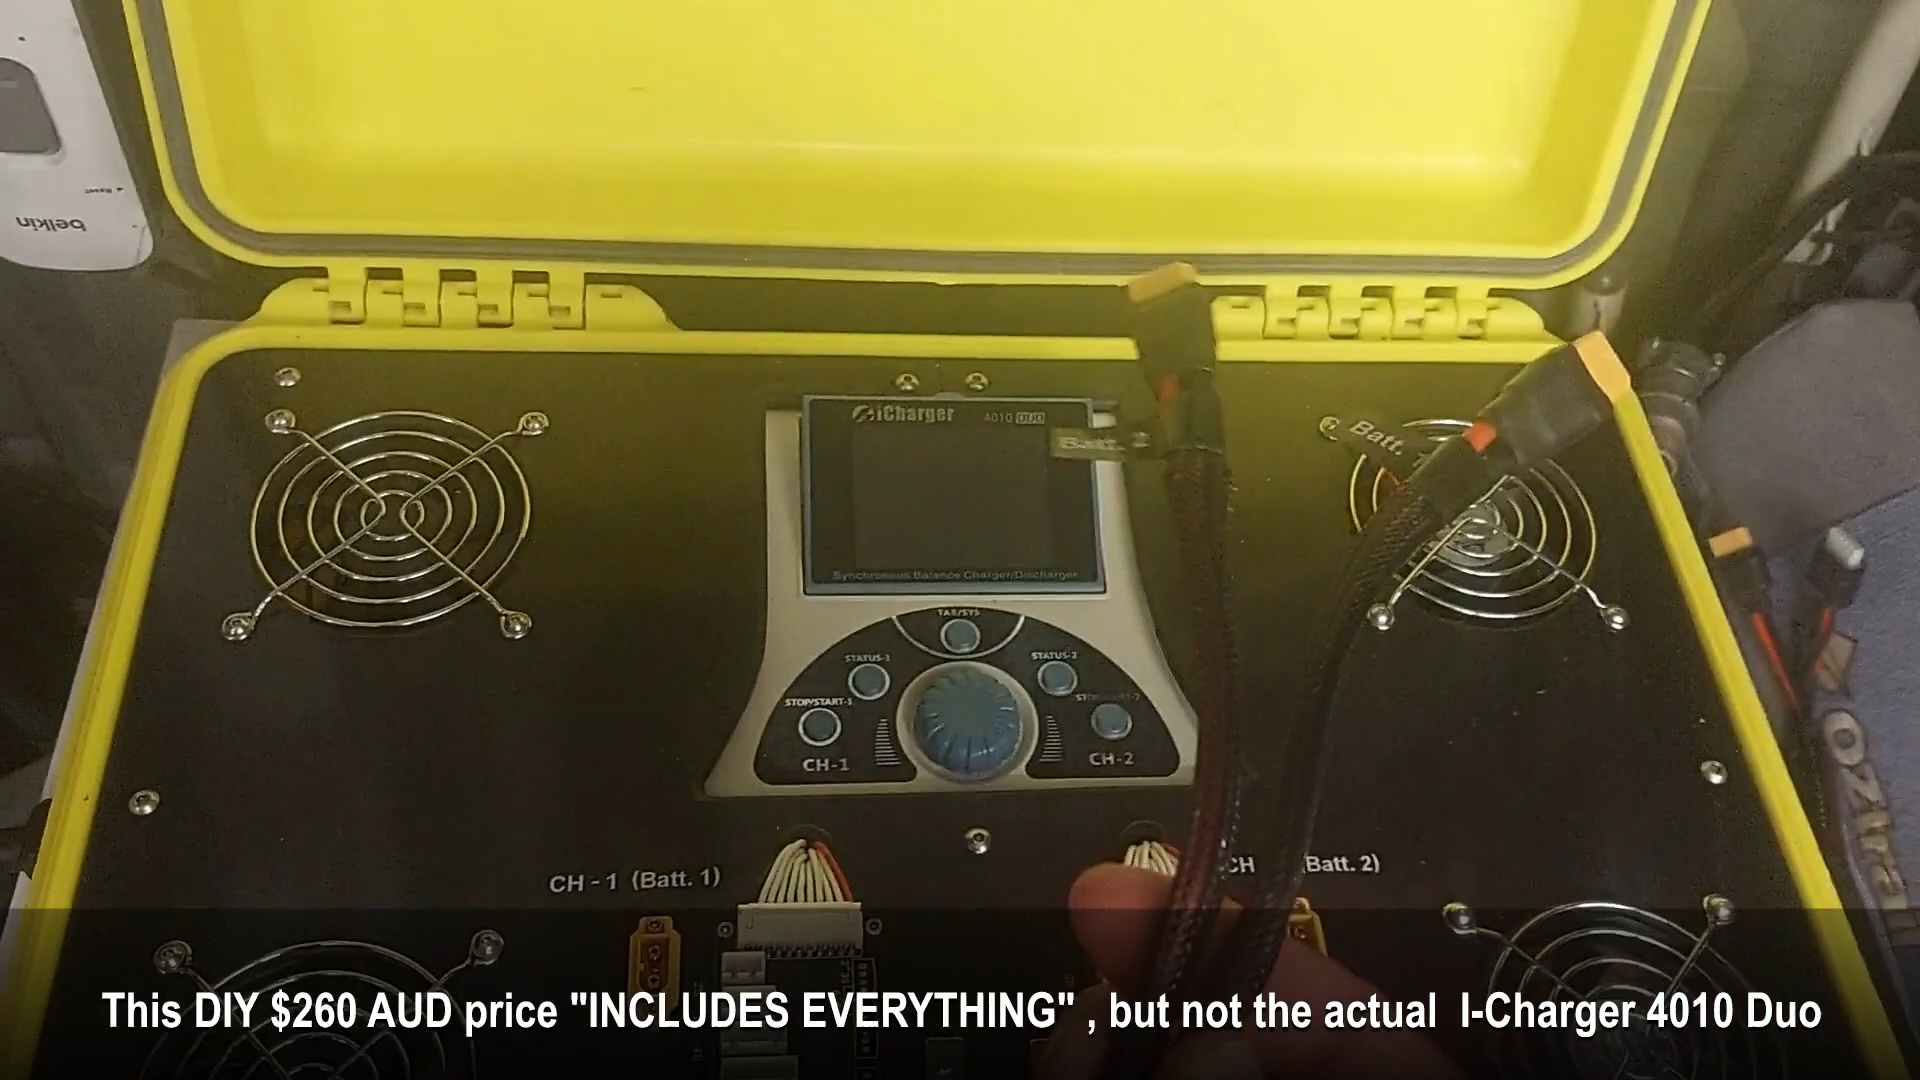 Reset
belkin
iCharger 4010 DUO
Batt. 2
Batt. 1
Synchronous Balance Charger/Discharger
TAB/SYS
STATUS-1
STATUS-2
STOP/START-1
CH-1
CH-2
CH - 1 (Batt. 1)
CH (Batt. 2)
This DIY $260 AUD price "INCLUDES EVERYTHING" , but not the actual I-Charger 4010 Duo